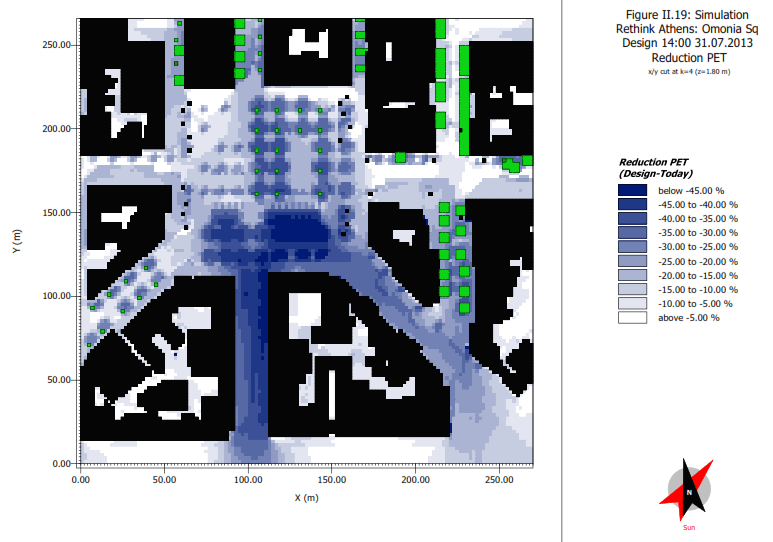 Figure II.19: Simulation
Rethink Athens: Omonia Sq
Design 14:00 31.07.2013
Reduction PET
x/y cut at k=4 (z=1.80 m)
250.00
200.00
150.00
100.00
50.00
0.00
Y (m)
0.00 50.00 100.00 150.00 200.00 250.00
X (m)
Reduction PET
(Design-Today)
below -45.00 %
-45.00 to -40.00 %
-40.00 to -35.00 %
-35.00 to -30.00 %
-30.00 to -25.00 %
-25.00 to -20.00 %
-20.00 to -15.00 %
-15.00 to -10.00 %
-10.00 to -5.00 %
above -5.00 %
N
Sun